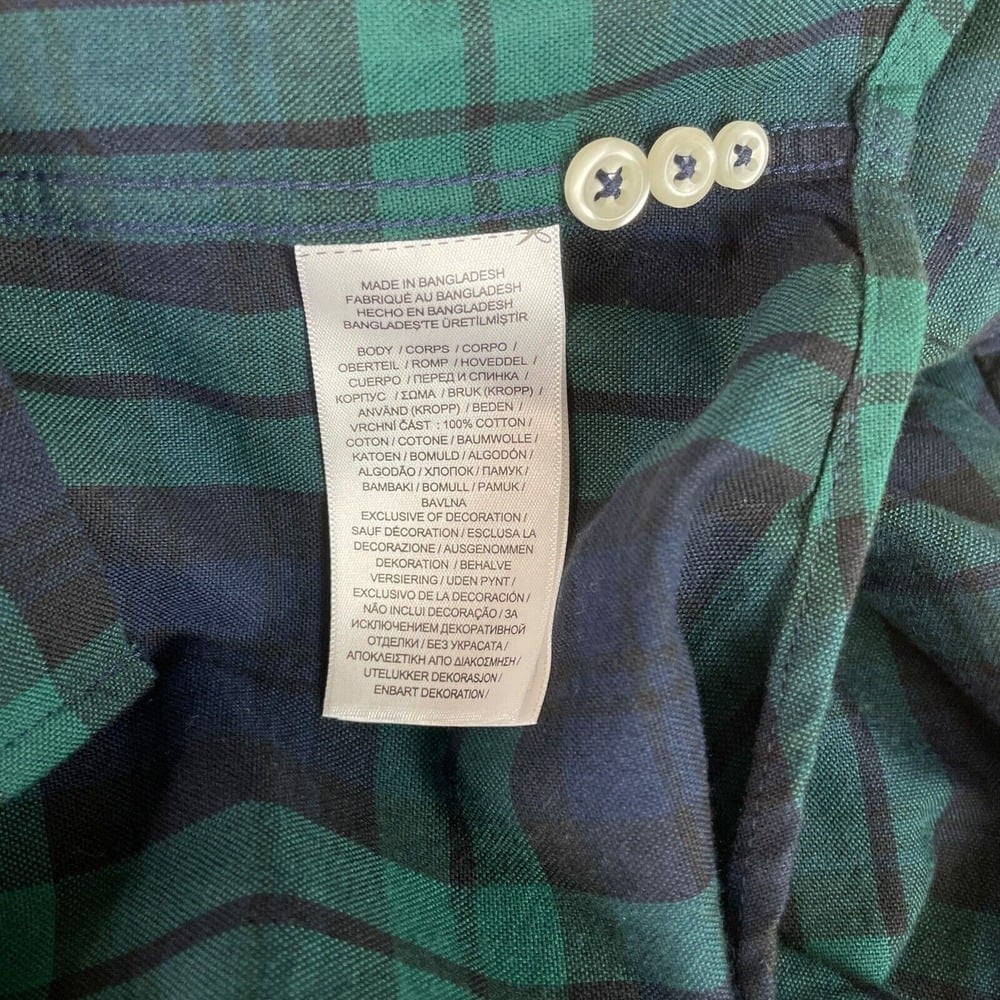 MADE IN BANGLADESH
FABRIQUÉ AU BANGLADESH
HECHO EN BANGLADESH
BANGLADEŞ'TE ÜRETİLMİŞTİR
BODY / CORPS / CORPO /
OBERTEIL / ROMP / HOVEDDEL /
CUERPO / ПЕРЕД И СПИНКА /
КОРПУС / ΣΩΜΑ / BRUK (KROPP) /
ANVÄND (KROPP) / BEDEN /
VRCHNÍ ČÁST : 100% COTTON /
COTON / COTONE / BAUMWOLLE /
KATOEN / BOMULD / ALGODÓN /
ALGODÃO / ХЛОПОК / ПАМУК /
BAMBAKI / BOMULL / PAMUK /
BAVLNA
EXCLUSIVE OF DECORATION /
SAUF DÉCORATION / ESCLUSA LA
DECORAZIONE / AUSGENOMMEN
DEKORATION / BEHALVE
VERSIERING / UDEN PYNT /
EXCLUSIVO DE LA DECORACIÓN /
NÃO INCLUI DECORAÇÃO / ЗА
ИСКЛЮЧЕНИЕМ ДЕКОРАТИВНОЙ
ОТДЕЛКИ / БЕЗ УКРАСАТА /
ΑΠΟΚΛΕΙΣΤΙΚΗ ΑΠΟ ΔΙΑΚΟΣΜΗΣΗ /
UTELUKKER DEKORASJON /
ENBART DEKORATION /